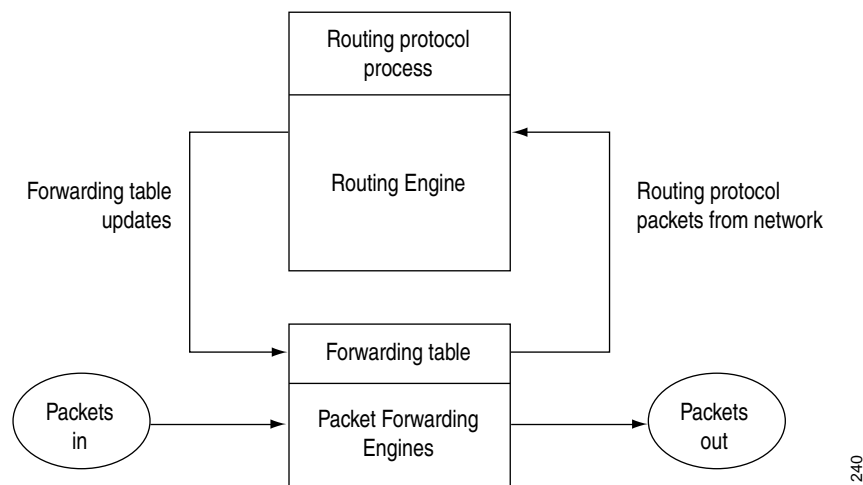 Routing protocol
process
Routing Engine
Forwarding table
updates
Routing protocol
packets from network
Forwarding table
Packets
in
Packet Forwarding
Engines
Packets
out
240